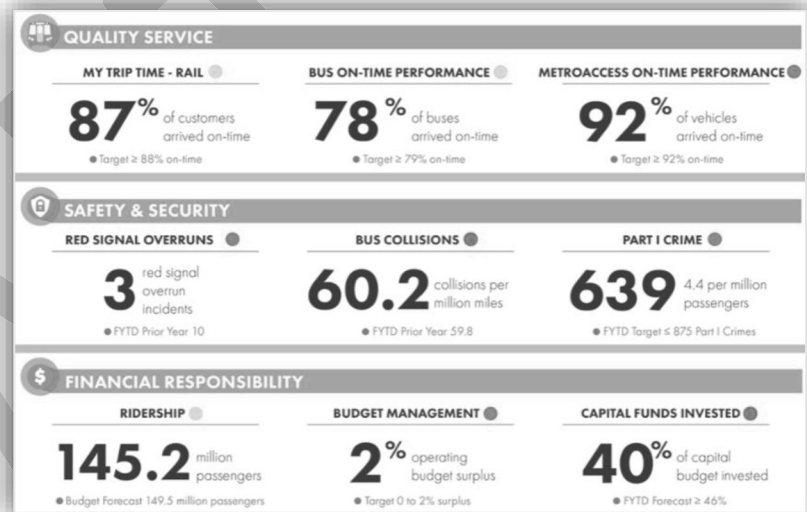 QUALITY SERVICE
MY TRIP TIME - RAIL
87% of customers
arrived on-time
Target ≥ 88% on-time
BUS ON-TIME PERFORMANCE
78% of buses
arrived on-time
Target ≥ 79% on-time
METROACCESS ON-TIME PERFORMANCE
92% of vehicles
arrived on-time
Target ≥ 92% on-time
SAFETY & SECURITY
RED SIGNAL OVERRUNS
3 red signal
overrun
incidents
FYTD Prior Year 10
BUS COLLISIONS
60.2 collisions per
million miles
FYTD Prior Year 59.8
PART I CRIME
639 4.4 per million
passengers
FYTD Target ≤ 875 Part I Crimes
$ FINANCIAL RESPONSIBILITY
RIDERSHIP
145.2 million
passengers
Budget Forecast 149.5 million passengers
BUDGET MANAGEMENT
2% operating
budget surplus
Target 0 to 2% surplus
CAPITAL FUNDS INVESTED
40% of capital
budget invested
FYTD Forecast ≥ 46%